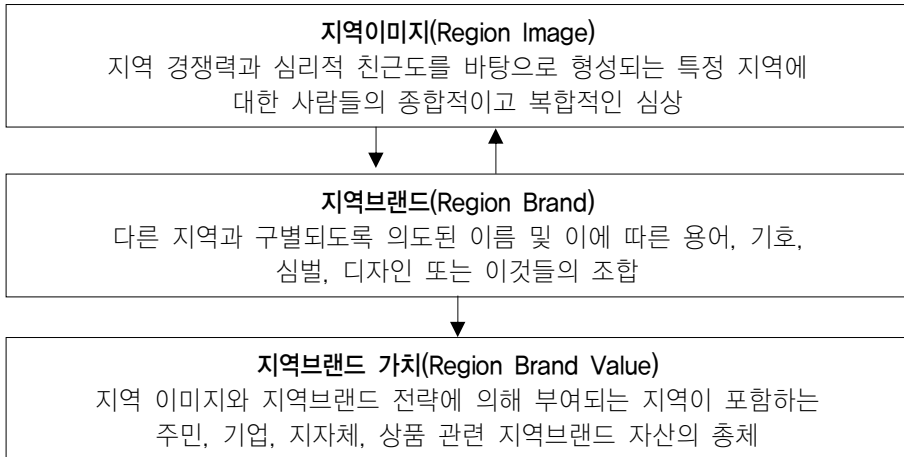 지역이미지(Region Image)
지역 경쟁력과 심리적 친근도를 바탕으로 형성되는 특정 지역에
대한 사람들의 종합적이고 복합적인 심상
지역브랜드(Region Brand)
다른 지역과 구별되도록 의도된 이름 및 이에 따른 용어, 기호,
심벌, 디자인 또는 이것들의 조합
지역브랜드 가치(Region Brand Value)
지역 이미지와 지역브랜드 전략에 의해 부여되는 지역이 포함하는
주민, 기업, 지자체, 상품 관련 지역브랜드 자산의 총체